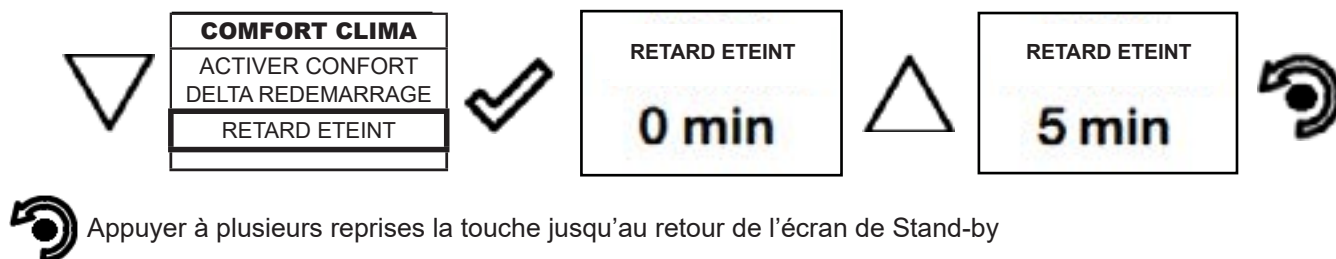 COMFORT CLIMA
ACTIVER CONFORT
DELTA REDEMARRAGE
RETARD ETEINT
RETARD ETEINT
0 min
RETARD ETEINT
5 min
Appuyer à plusieurs reprises la touche jusqu'au retour de l'écran de Stand-by